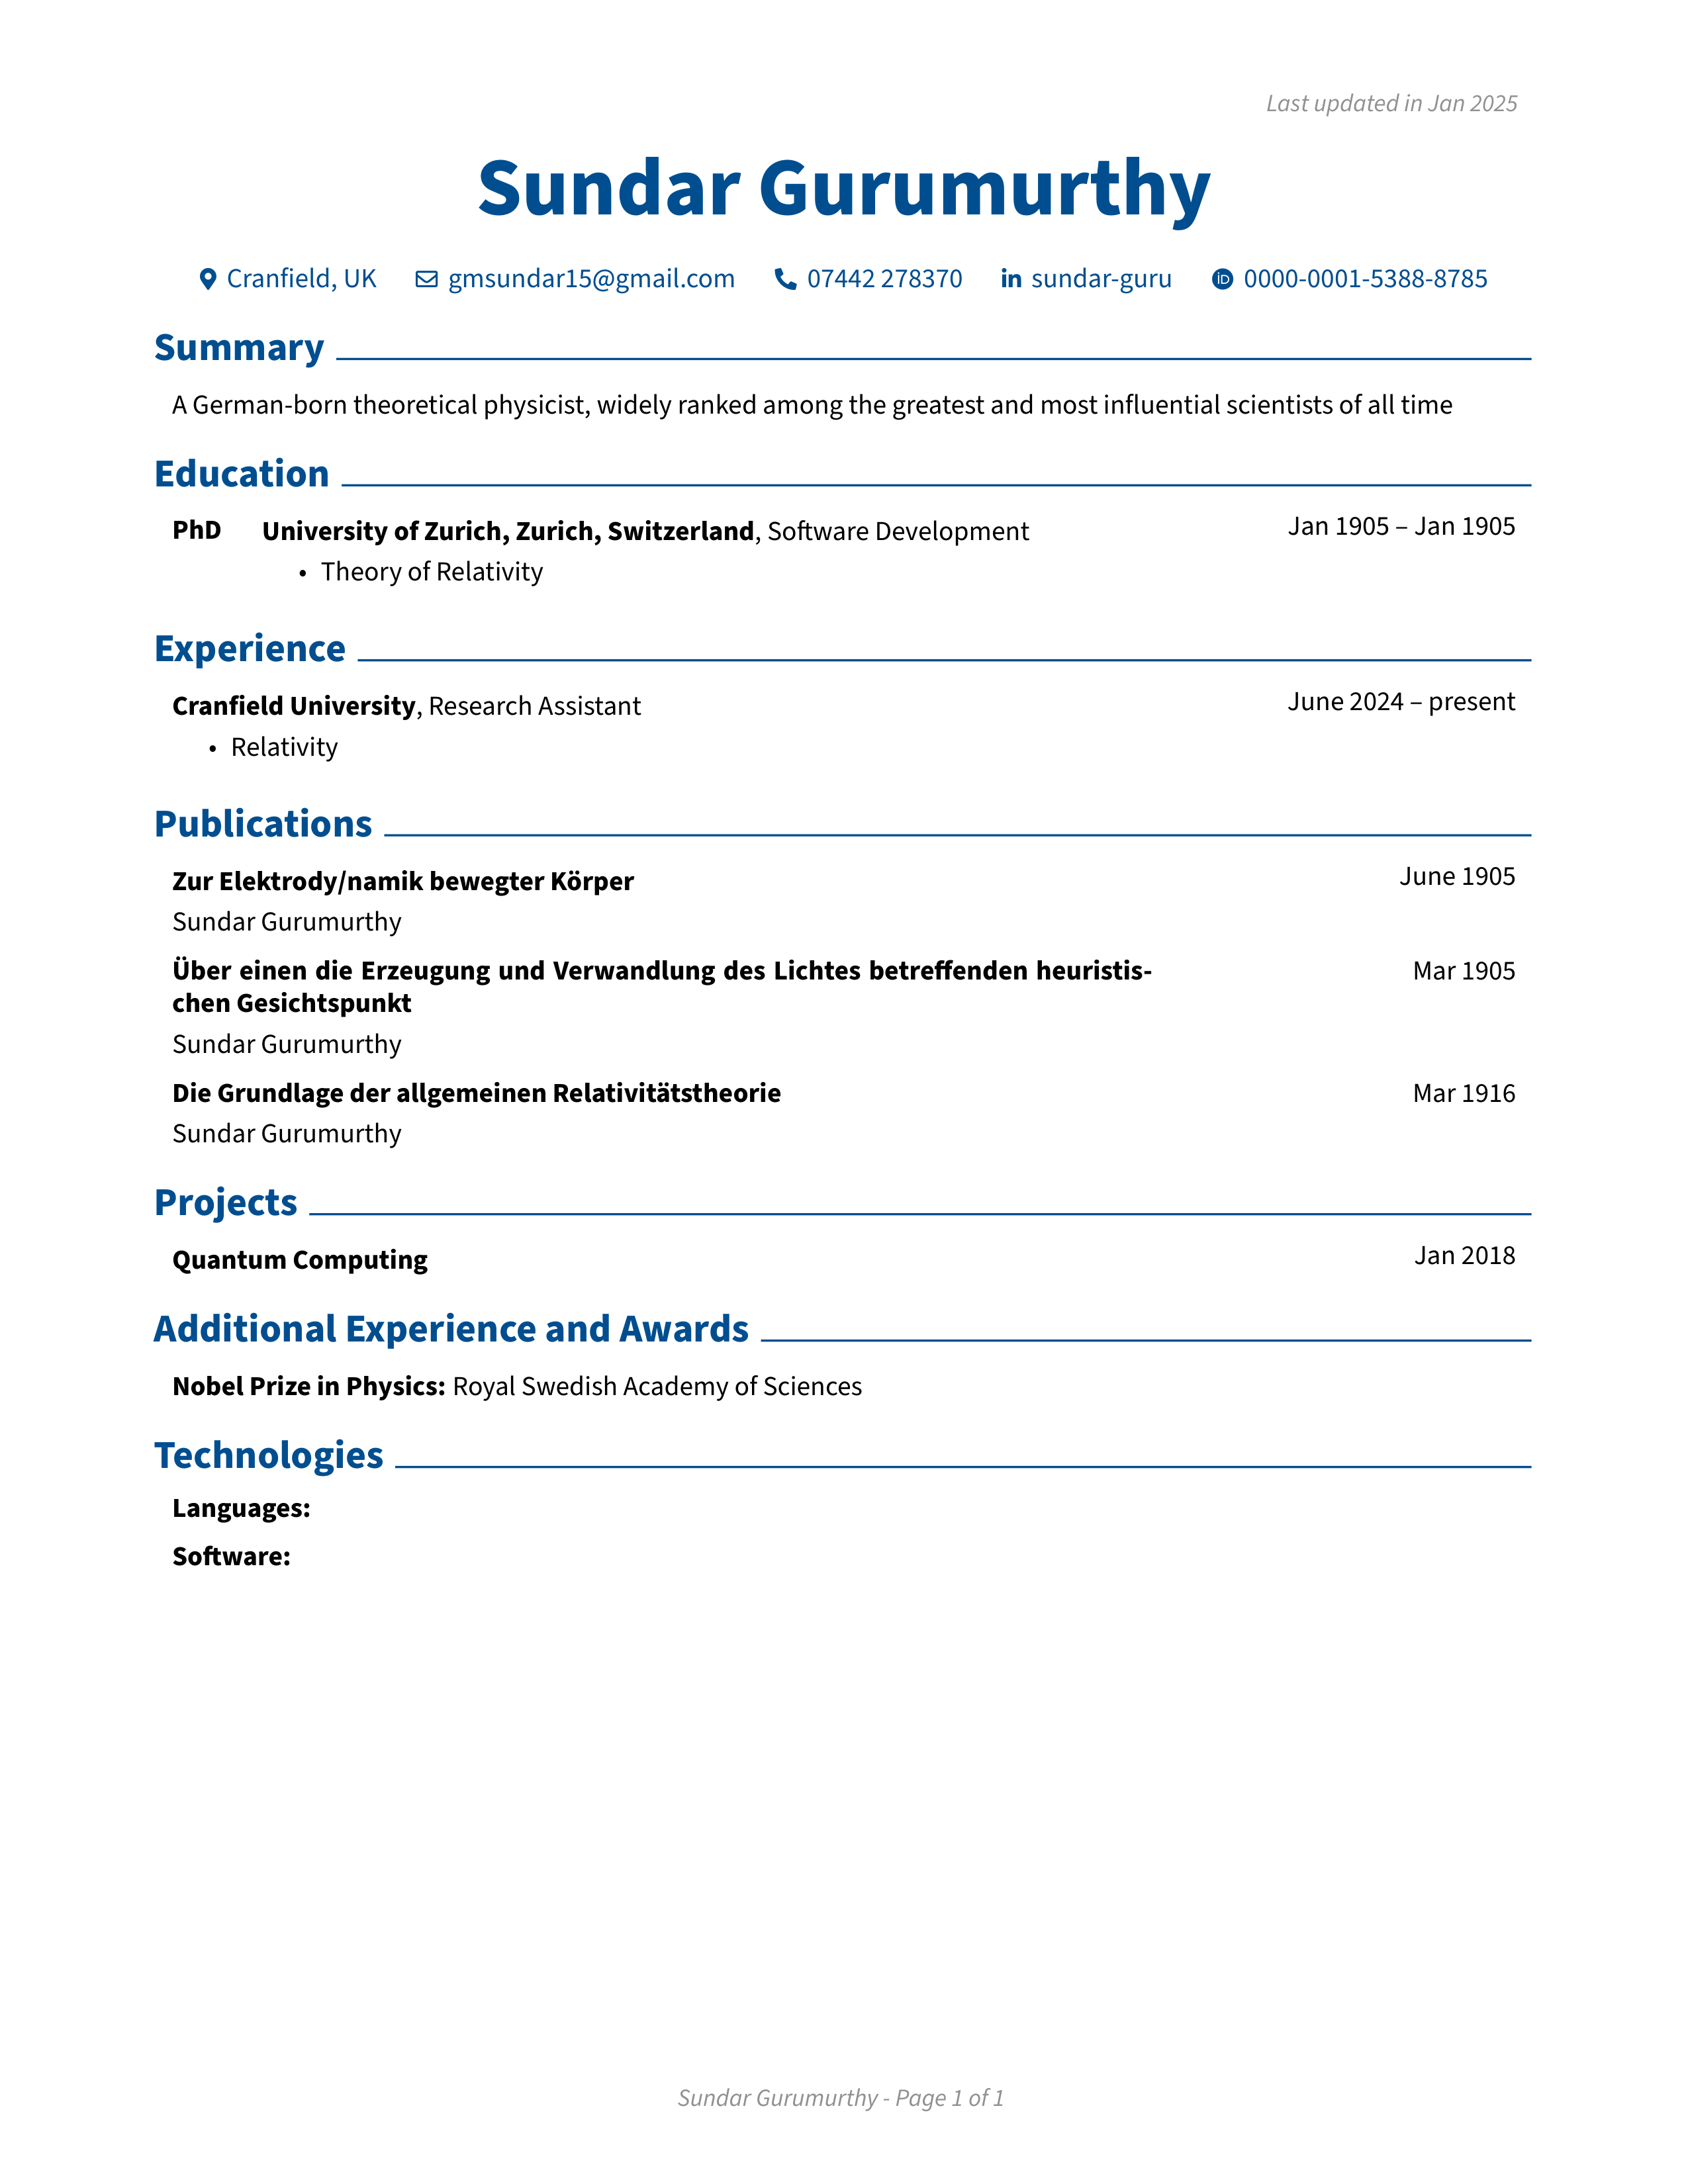 Last updated in Jan 2025
Sundar Gurumurthy
Cranfield, UK gmsundar15@gmail.com 07442 278370 sundar-guru 0000-0001-5388-8785
Summary
A German-born theoretical physicist, widely ranked among the greatest and most influential scientists of all time
Education
PhD University of Zurich, Zurich, Switzerland, Software Development Jan 1905 – Jan 1905
• Theory of Relativity
Experience
Cranfield University, Research Assistant June 2024 – present
• Relativity
Publications
Zur Elektrody/namik bewegter Körper June 1905
Sundar Gurumurthy
Über einen die Erzeugung und Verwandlung des Lichtes betreffenden heuristis- Mar 1905
chen Gesichtspunkt
Sundar Gurumurthy
Die Grundlage der allgemeinen Relativitätstheorie Mar 1916
Sundar Gurumurthy
Projects
Quantum Computing Jan 2018
Additional Experience and Awards
Nobel Prize in Physics: Royal Swedish Academy of Sciences
Technologies
Languages:
Software:
Sundar Gurumurthy - Page 1 of 1